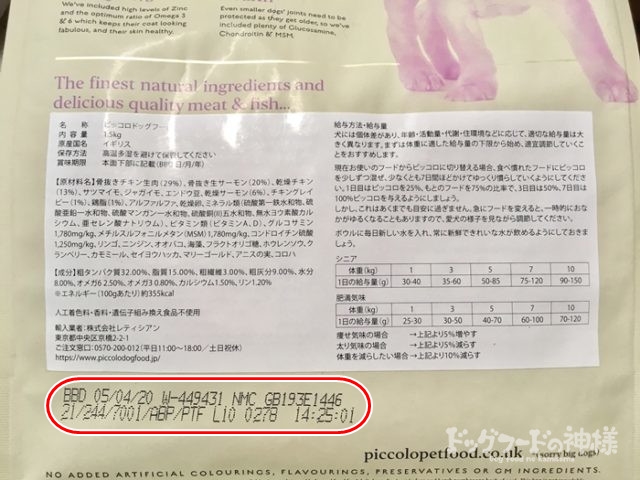 We've included high levels of Zinc
and the optimum ratio of Omega 3
& 6 which keeps their coat looking
fabulous, and their skin healthy.
Even smaller dogs' joints need to be
protected as they get older, so we've
included plenty of Glucosamine,
Chondroitin & MSM.
The finest natural ingredients and
delicious quality meat & fish...
品名 ピッコロドッグフー
内容量 1.5kg
原産国名 イギリス
保存方法 高温多湿を避けて保管してください
賞味期限 本面下部に記載(BBD 日/月/年)
【原材料名】骨抜きチキン生肉(29%)、骨抜き生サーモン(20%)、乾燥チキン
(13%)、サツマイモ、ジャガイモ、エンドウ豆、乾燥サーモン(6%)、チキングレイ
ビー(1%)、鶏脂(1%)、アルファルファ、乾燥卵、ミネラル類(硫酸第一鉄水和物、硫
酸亜鉛一水和物、硫酸マンガン一水和物、硫酸銅(II)五水和物、無水ヨウ素酸カル
シウム、亜セレン酸ナトリウム)、ビタミン類(ビタミンA、D)、グルコサミン
1,780mg/kg、メチルスルフォニルメタン(MSM)1,780mg/kg、コンドロイチン硫酸
1,250mg/kg、リンゴ、ニンジン、オオバコ、海藻、フラクトオリゴ糖、ホウレンソウ、ク
ランベリー、カモミール、セイヨウハッカ、マリーゴールド、アニスの実、コロハ
【成分】粗タンパク質32.00%、脂質15.00%、粗繊維3.00%、粗灰分9.00%、水分
8.00%、オメガ6 2.50%、オメガ3 0.80%、カルシウム1.50%、リン1.20%
※エネルギー(100gあたり)約355kcal
人工着色料・香料・遺伝子組み換え食品不使用
輸入業者:株式会社レティシアン
東京都中央区京橋1-2-1
ご注文窓口:0570-200-012(平日11:00〜18:00/土日祝休)
https://www.piccolodogfood.jp/
給与方法・給与量
犬には個体差があり、年齢・活動量・代謝・住環境などに応じて、適切な給与量は大
きく異なります。まずは体重に適した給与量の下限から始め、適宜調節していくこ
とをおすすめします。
現在お使いのフードからピッコロに切り替える場合、食べ慣れたフードにピッコロ
を少しずつ混ぜ、少なくとも7日間ほどかけてゆっくり慣らしていくようにしてくださ
い。1日目はピッコロを25%、もとのフードを75%の比率で、3日目は50%、7日目は
100%ピッコロを与えるようにしましょう。
しかし、これはあくまでも目安に過ぎません。急にフードを変えると、一時的におな
かがゆるくなることもありますので、愛犬の様子を見ながら調節してください。
ボウルに毎日新しい水を入れ、常に新鮮できれいな水が飲めるようにしておきまし
ょう。
シニア
体重(kg) 1 3 5 7 10
1日の給与量(g) 30-40 35-60 50-85 75-120 90-150
肥満気味
体重(kg) 1 3 5 7 10
1日の給与量(g) 25-30 30-50 40-70 60-100 70-120
痩せ気味の場合 →上記より5%増やす
太り気味の場合 →上記より5%減らす
体重を減らしたい場合 →上記より10%減らす
BBD 05/04/20 W-449431 NMC GB193E1446
21/244/7001/ABP/PTF L10 0278 14:25:01
piccolopetfood.co.uk (sorry big dogs)
ドッグフードの神様
NO ADDED ARTIFICIAL COLOURINGS, FLAVOURINGS, PRESERVATIVES OR GM INGREDIENTS.